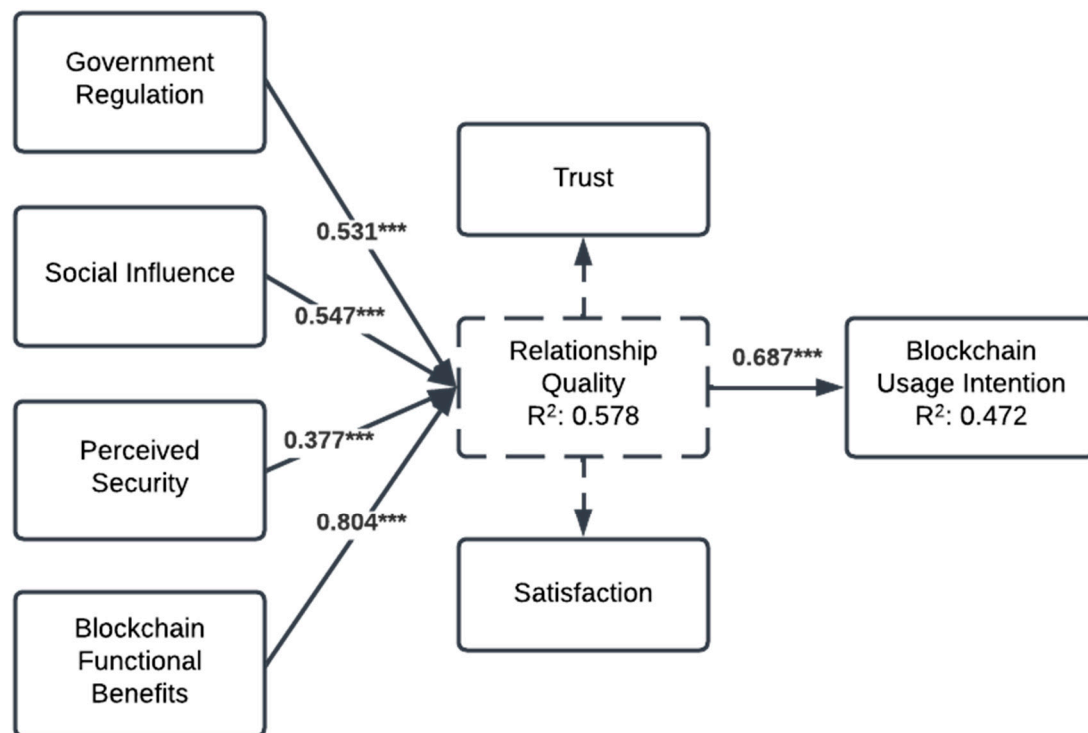 Government
Regulation
Social Influence
Perceived
Security
Blockchain
Functional
Benefits
0.531***
0.547***
0.377***
0.804***
Trust
Relationship
Quality
R²: 0.578
Satisfaction
0.687***
Blockchain
Usage Intention
R²: 0.472